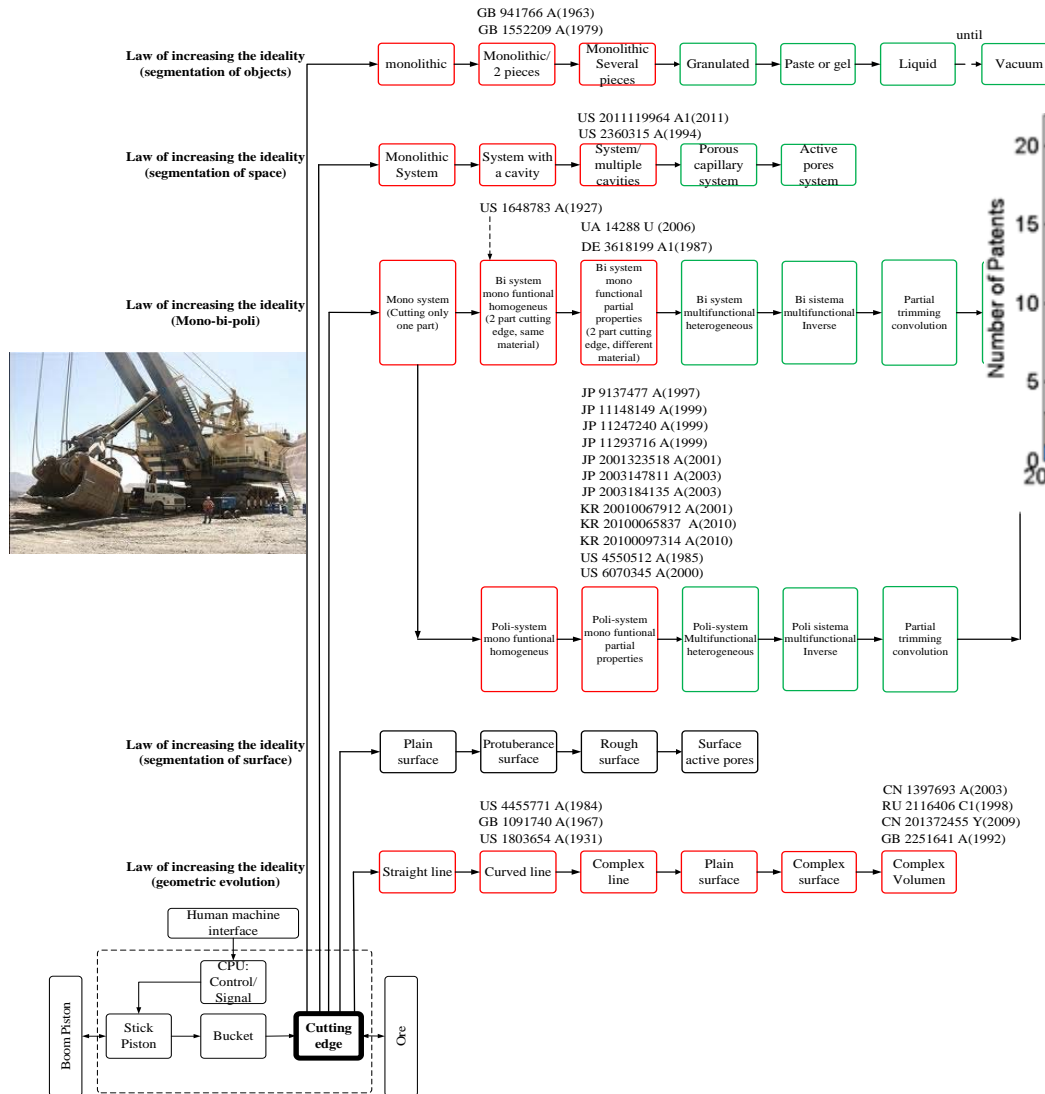 GB 941766 A(1963)
GB 1552209 A(1979)
Law of increasing the ideality
(segmentation of objects)
monolithic
Monolithic/
2 pieces
Monolithic
Several
pieces
Granulated
Paste or gel
Liquid
until
Vacuum
US 2011119964 A1(2011)
US 2360315 A(1994)
Law of increasing the ideality
(segmentation of space)
Monolithic
System
System with
a cavity
System/
multiple
cavities
Porous
capillary
system
Active
pores
system
US 1648783 A(1927)
UA 14288 U (2006)
DE 3618199 A1(1987)
Law of increasing the ideality
(Mono-bi-poli)
Mono system
(Cutting only
one part)
Bi system
mono funtional
homogeneus
(2 part cutting
edge, same
material)
Bi system
mono
functional
partial
properties
(2 part cutting
edge, different
material)
Bi system
multifunctional
heterogeneous
Bi sistema
multifunctional
Inverse
Partial
trimming
convolution
Number of Patents
20
15
10
5
0
20
JP 9137477 A(1997)
JP 11148149 A(1999)
JP 11247240 A(1999)
JP 11293716 A(1999)
JP 2001323518 A(2001)
JP 2003147811 A(2003)
JP 2003184135 A(2003)
KR 20010067912 A(2001)
KR 20100065837 A(2010)
KR 20100097314 A(2010)
US 4550512 A(1985)
US 6070345 A(2000)
Poli-system
mono funtional
homogeneus
Poli-system
mono funtional
partial
properties
Poli-system
Multifunctional
heterogeneous
Poli sistema
multifunctional
Inverse
Partial
trimming
convolution
Law of increasing the ideality
(segmentation of surface)
Plain
surface
Protuberance
surface
Rough
surface
Surface
active pores
US 4455771 A(1984)
GB 1091740 A(1967)
US 1803654 A(1931)
CN 1397693 A(2003)
RU 2116406 C1(1998)
CN 201372455 Y(2009)
GB 2251641 A(1992)
Law of increasing the ideality
(geometric evolution)
Straight line
Curved line
Complex
line
Plain
surface
Complex
surface
Complex
Volumen
Human machine
interface
CPU:
Control/
Signal
Boom Piston
Stick
Piston
Bucket
Cutting
edge
Ore